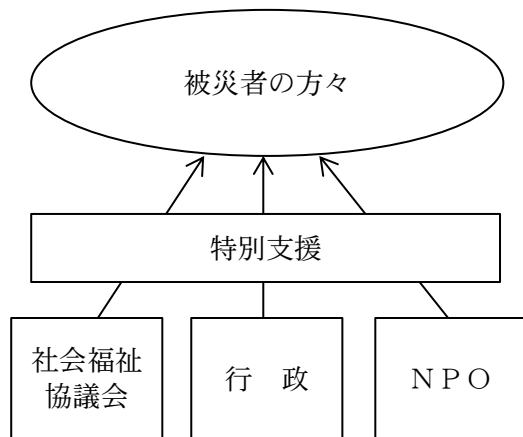 被災者の方々
特別支援
社会福祉
協議会
行　政
ＮＰＯ